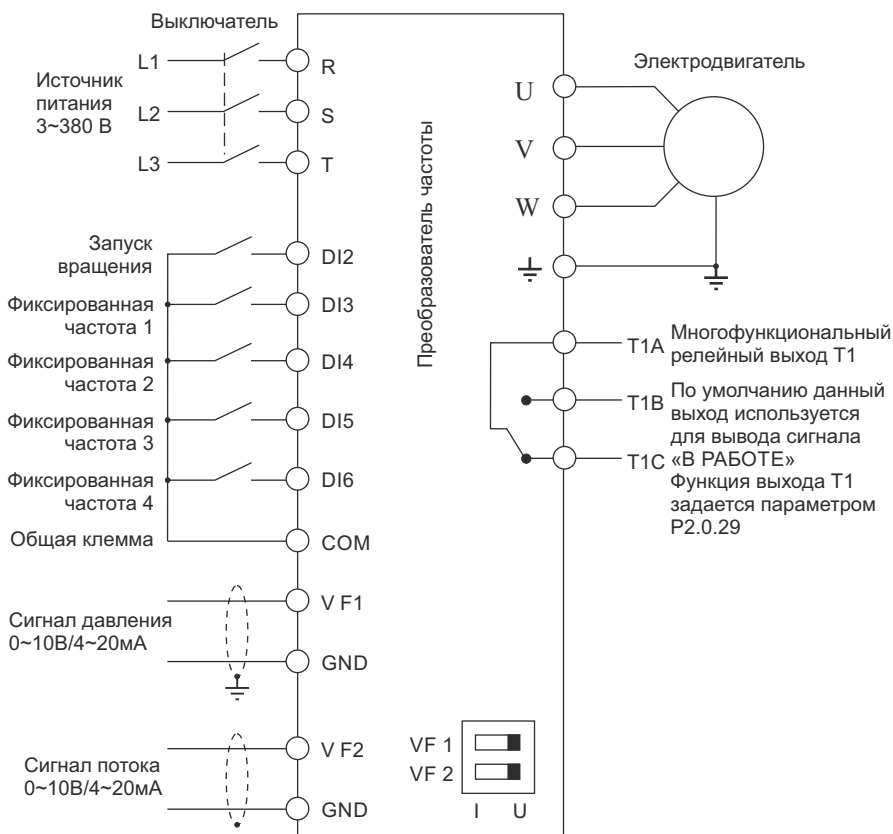 Выключатель
L1
R
Источник
питания
3~380 В
L2
S
L3
T
Преобразователь частоты
Электродвигатель
U
V
W
Запуск
вращения
DI2
Фиксированная
частота 1
DI3
Фиксированная
частота 2
DI4
Фиксированная
частота 3
DI5
Фиксированная
частота 4
DI6
Общая клемма
COM
T1A
Многофункциональный
релейный выход T1
T1B
По умолчанию данный
выход используется
для вывода сигнала
«В РАБОТЕ»
T1C
Функция выхода T1
задается параметром
P2.0.29
Сигнал давления
0~10В/4~20мА
V F1
GND
Сигнал потока
0~10В/4~20мА
V F2
GND
VF 1
VF 2
I U